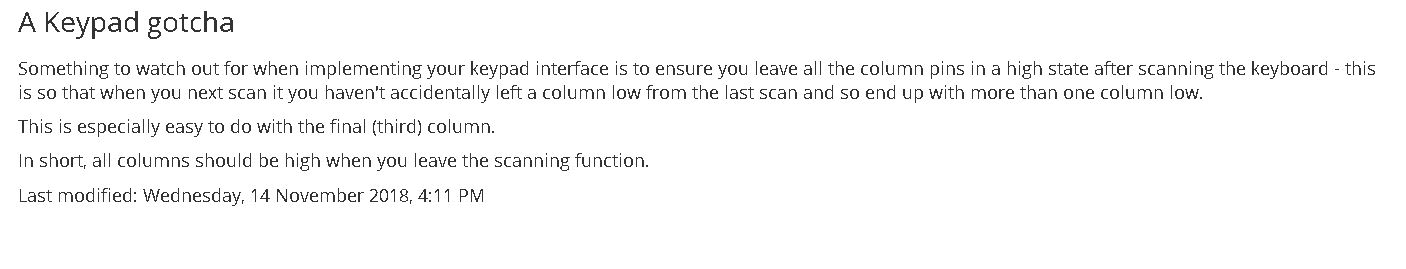 A Keypad gotcha
Something to watch out for when implementing your keypad interface is to ensure you leave all the column pins in a high state after scanning the keyboard - this
is so that when you next scan it you haven't accidentally left a column low from the last scan and so end up with more than one column low.
This is especially easy to do with the final (third) column.
In short, all columns should be high when you leave the scanning function.
Last modified: Wednesday, 14 November 2018, 4:11 PM